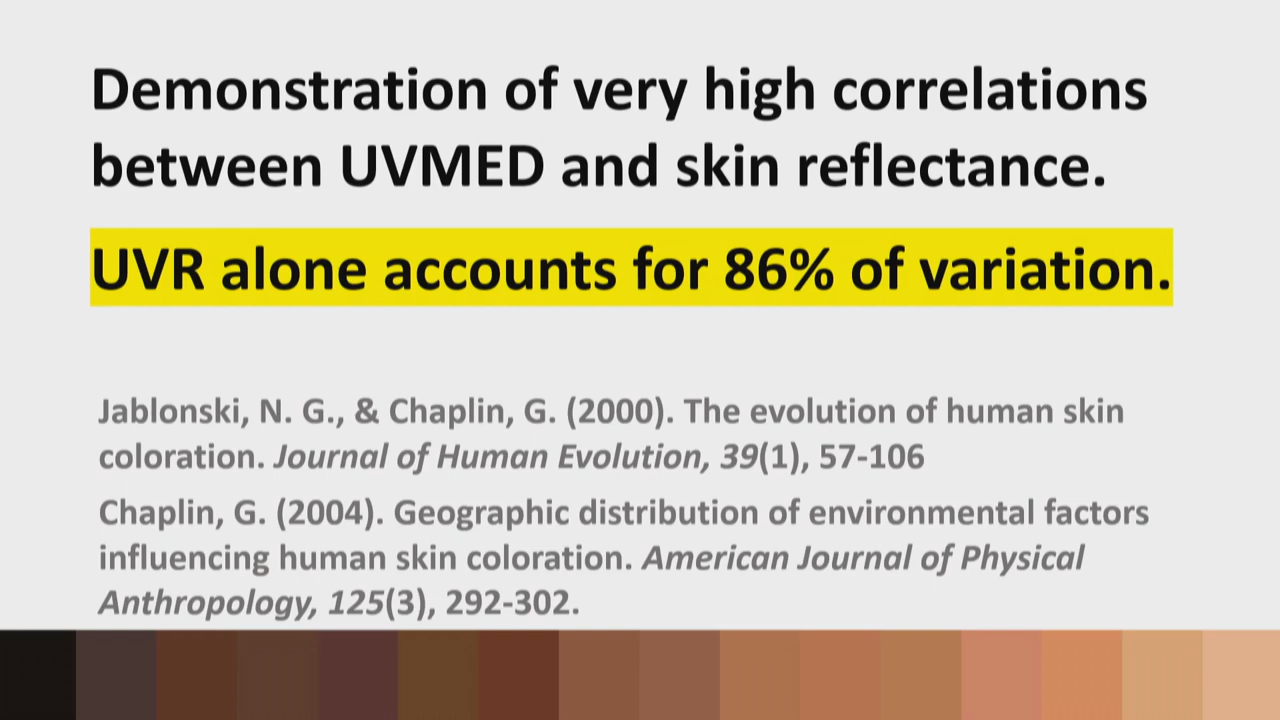 Demonstration of very high correlations
between UVMED and skin reflectance.
UVR alone accounts for 86% of variation.
Jablonski, N. G., & Chaplin, G. (2000). The evolution of human skin
coloration. Journal of Human Evolution, 39(1), 57-106
Chaplin, G. (2004). Geographic distribution of environmental factors
influencing human skin coloration. American Journal of Physical
Anthropology, 125(3), 292-302.